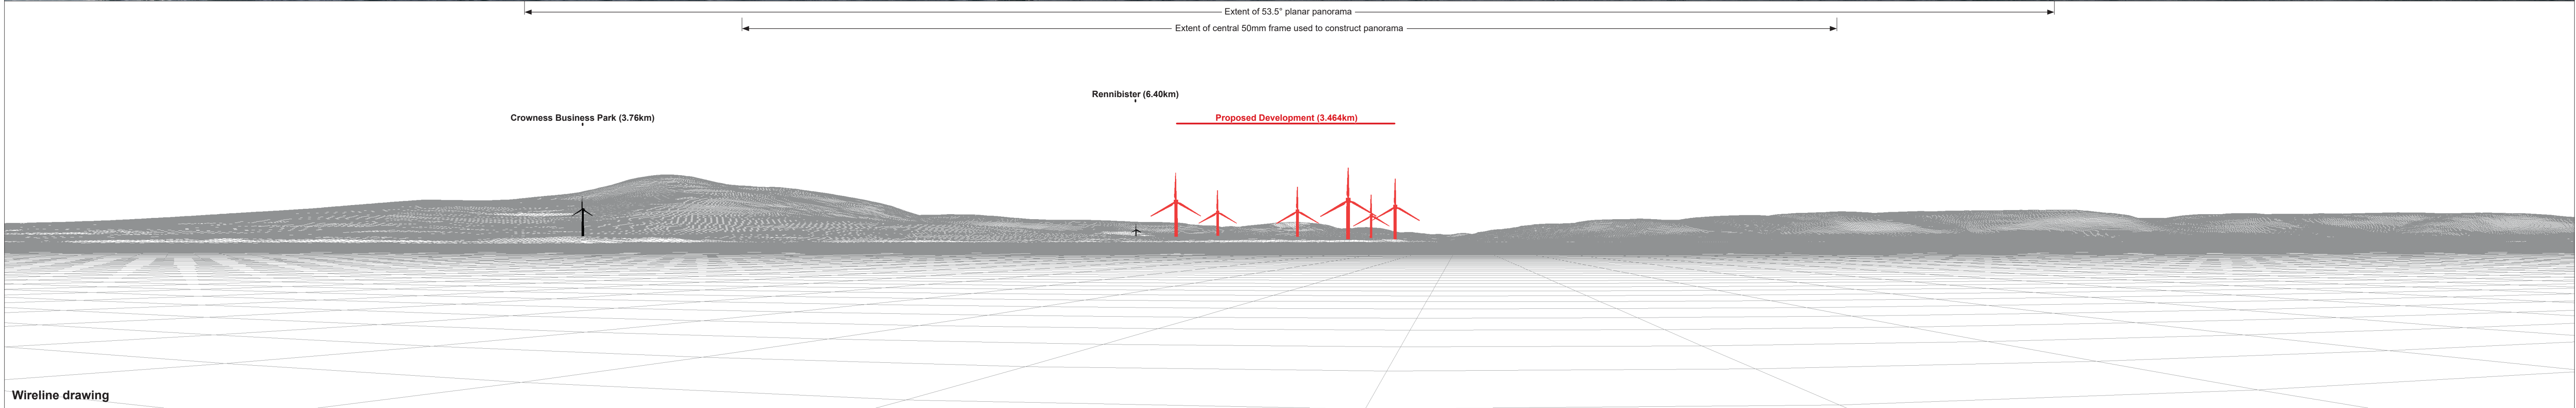 Extent of 53.5° planar panorama
Extent of central 50mm frame used to construct panorama
Rennibister (6.40km)
Crowness Business Park (3.76km)
Proposed Development (3.464km)
Wireline drawing